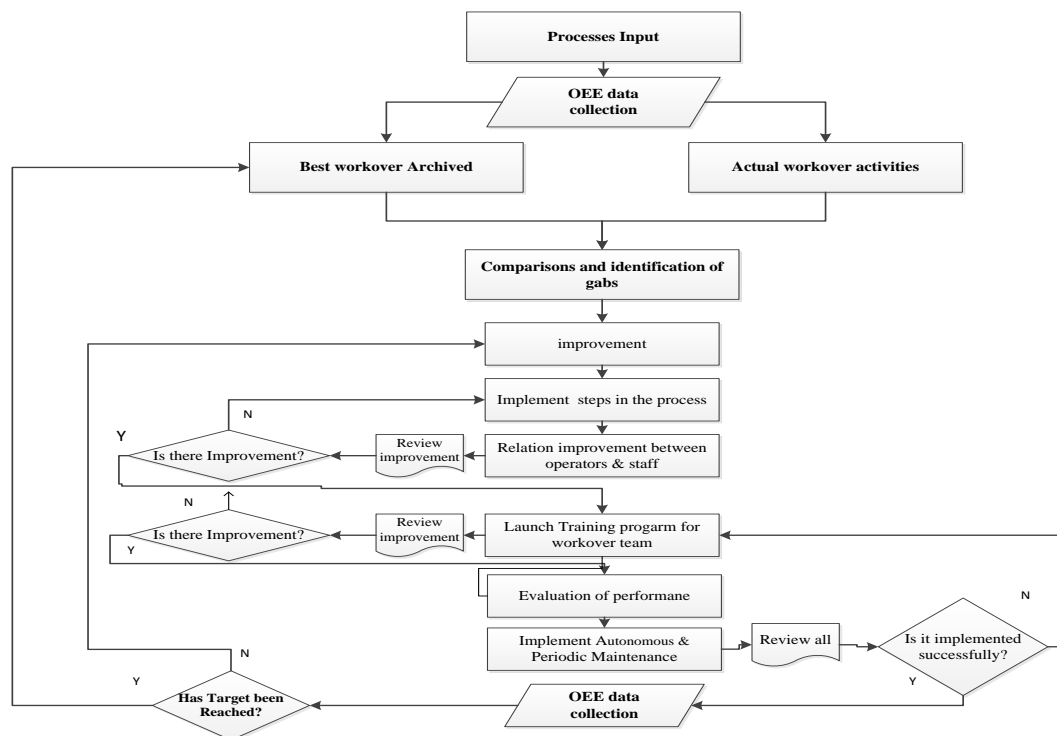 Processes Input
OEE data
collection
Best workover Archived
Actual workover activities
Comparisons and identification of
gabs
improvement
Implement steps in the process
N
Y
Is there Improvement?
Review
improvement
Relation improvement between
operators & staff
N
Is there Improvement?
Y
Review
improvement
Launch Training progarm for
workover team
Evaluation of performane
Implement Autonomous &
Periodic Maintenance
Review all
Is it implemented
successfully?
N
Y
OEE data
collection
N
Y
Has Target been
Reached?